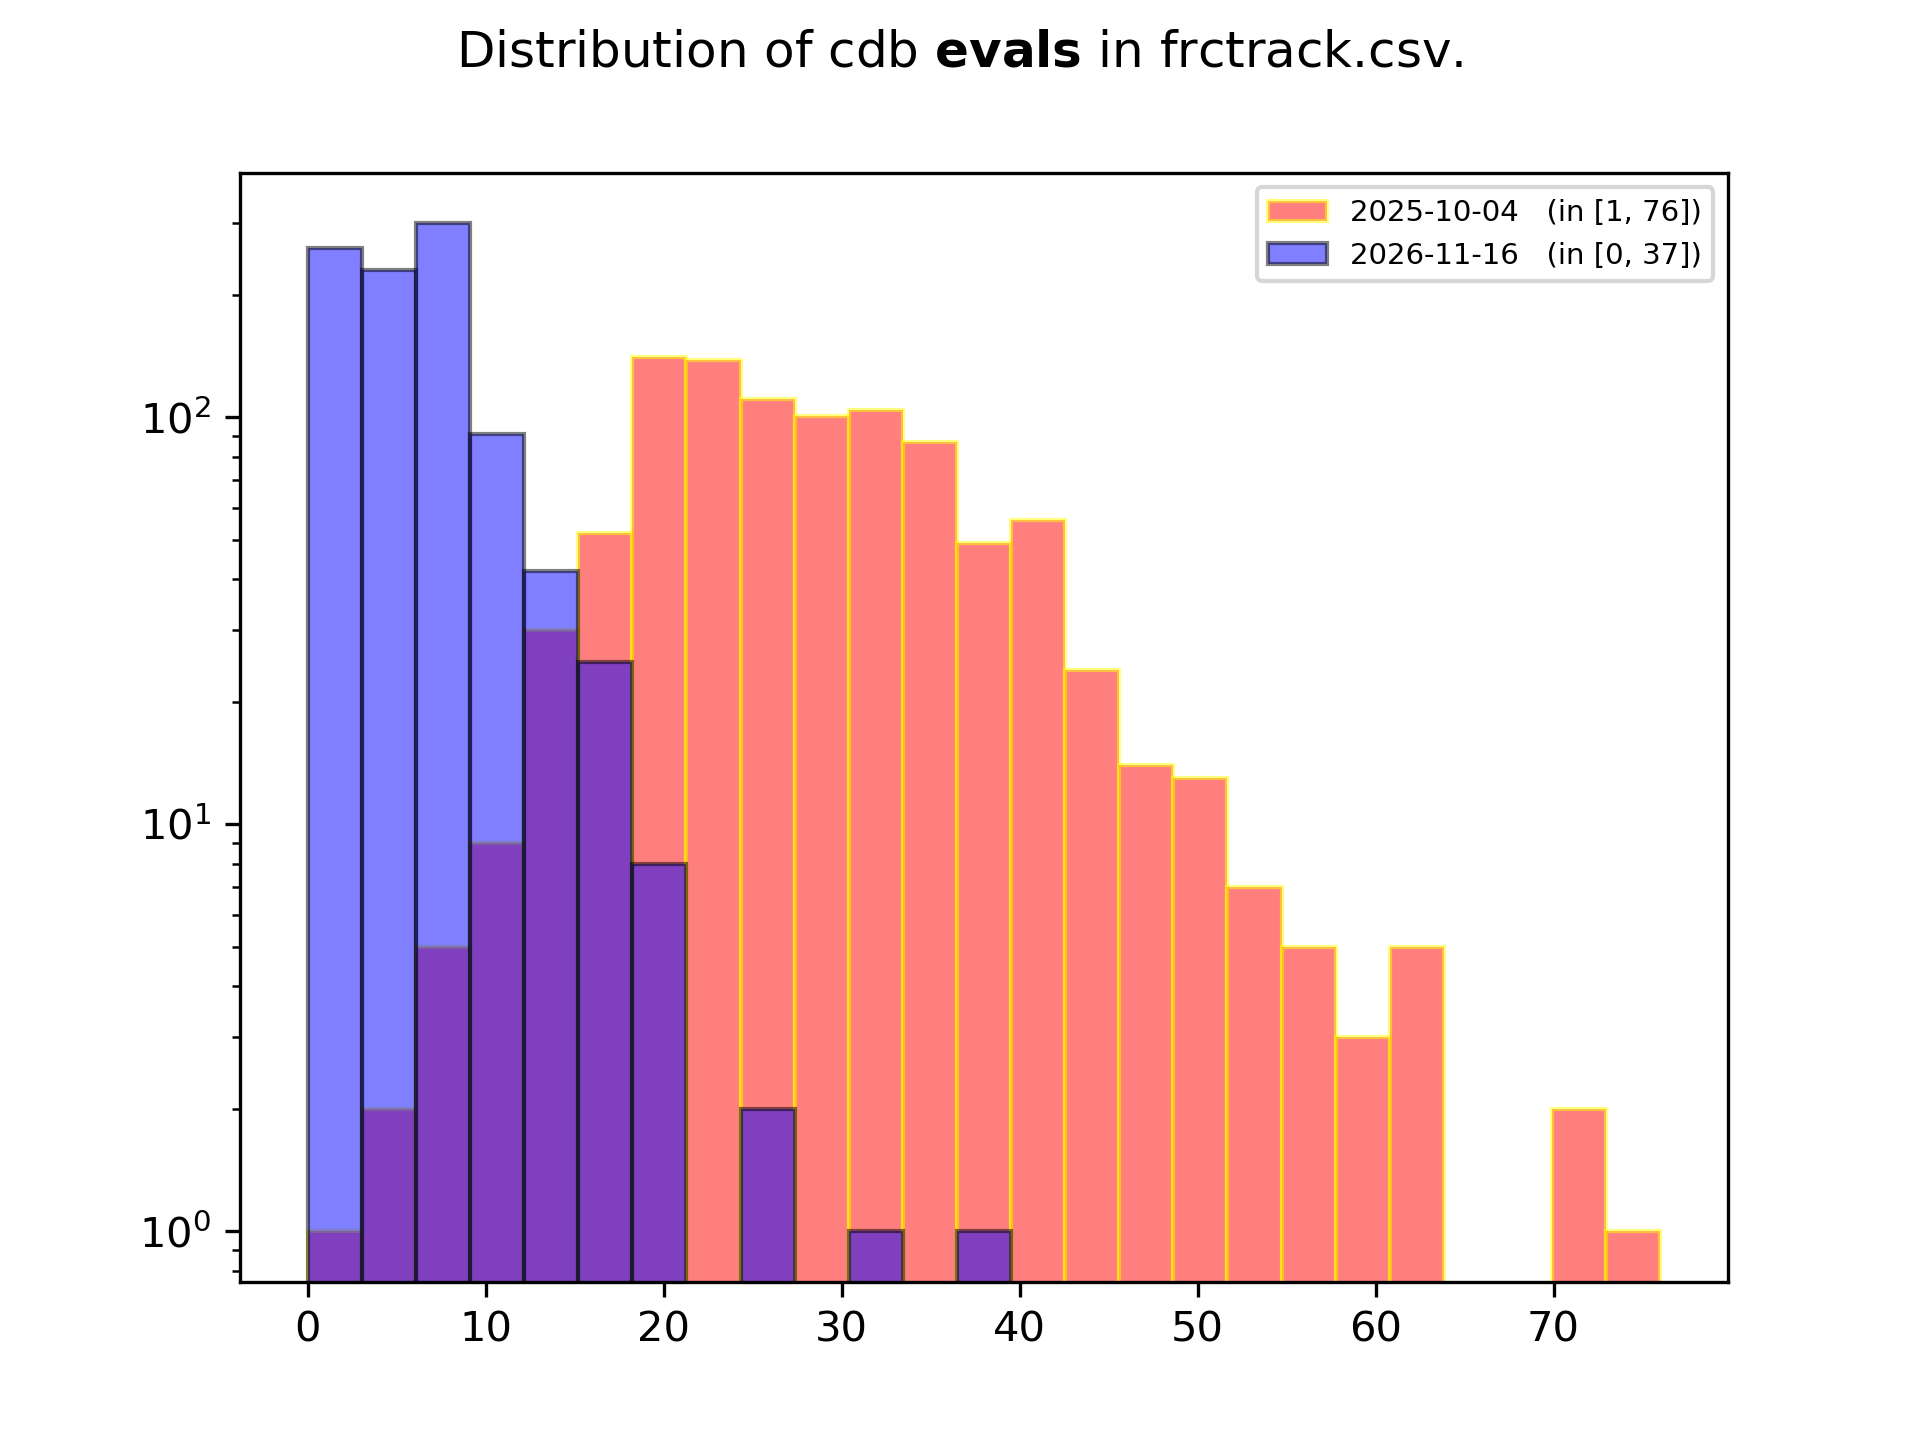 Distribution of cdb evals in frctrack.csv.
2025-10-04 (in [1, 76])
2026-11-16 (in [0, 37])
10²
10¹
10⁰
0 10 20 30 40 50 60 70